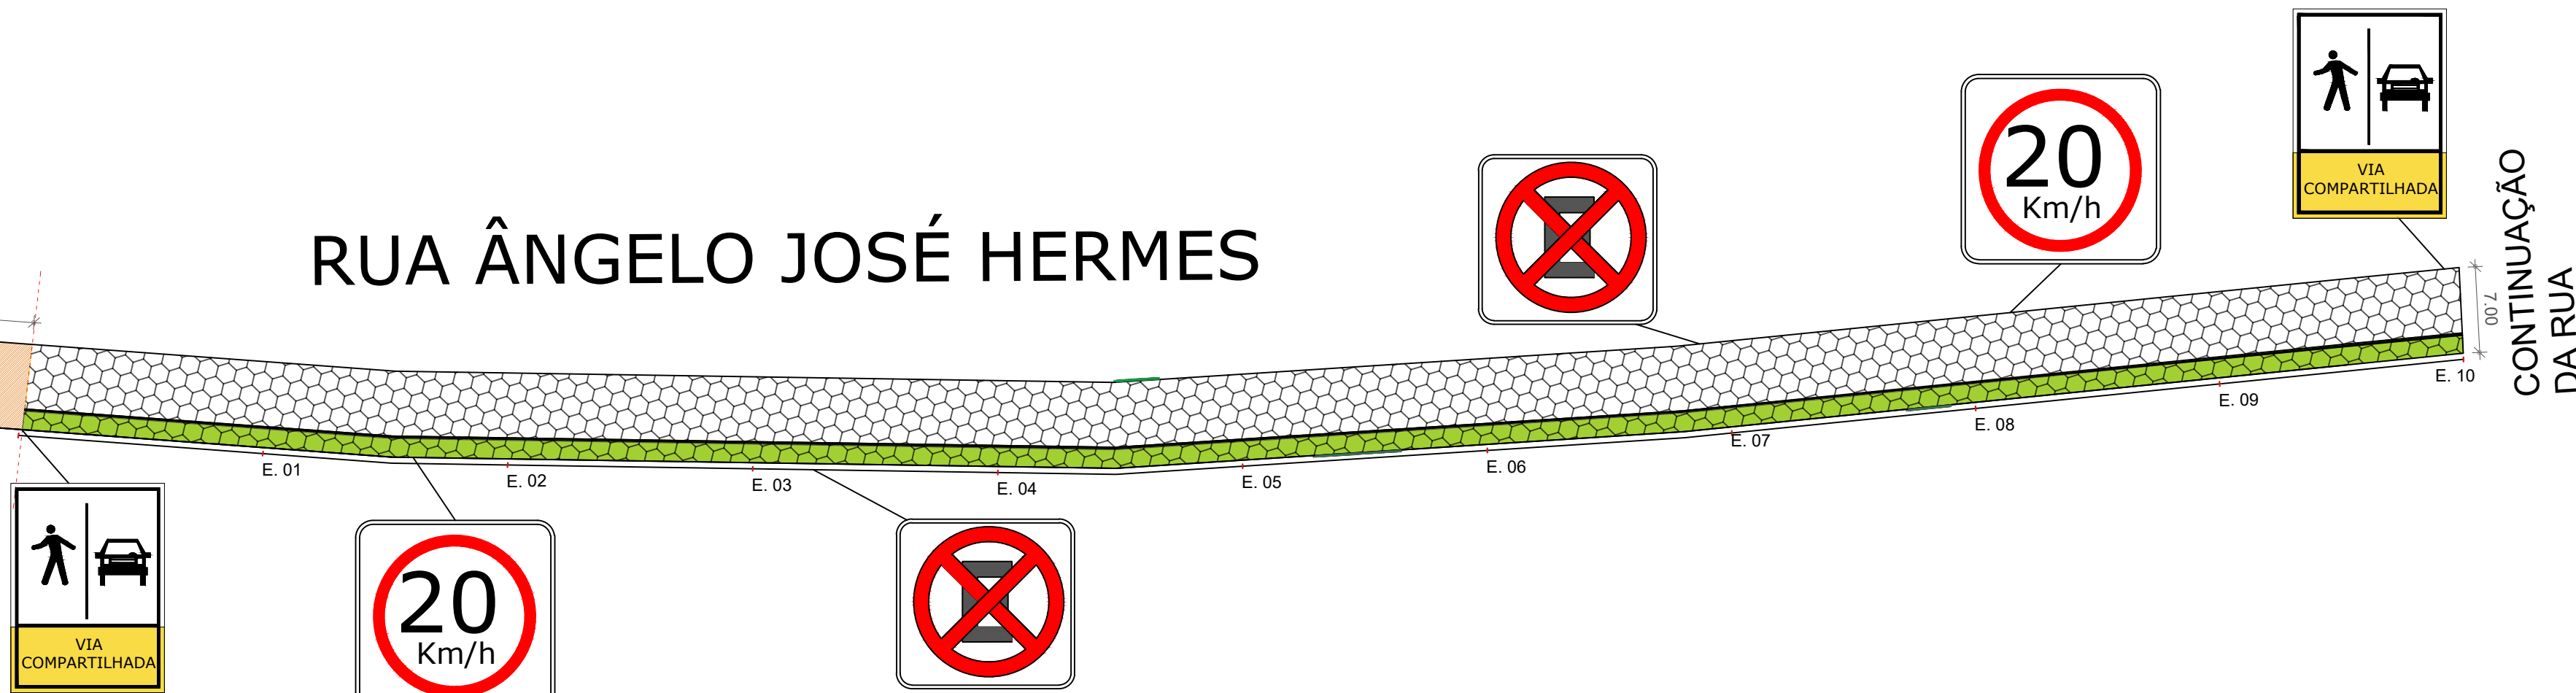 RUA ÂNGELO JOSÉ HERMES
20
Km/h
VIA
COMPARTILHADA
CONTINUAÇÃO
DA RUA
7.00
E. 01
E. 02
E. 03
E. 04
E. 05
E. 06
E. 07
E. 08
E. 09
E. 10
VIA
COMPARTILHADA
20
Km/h